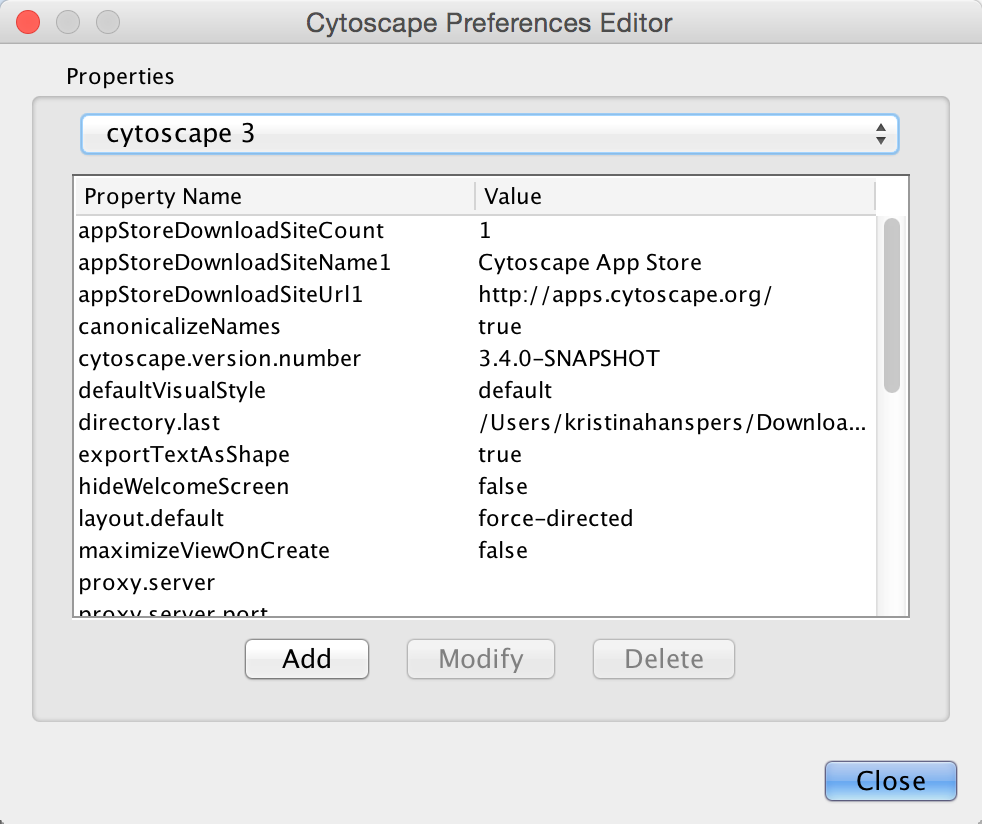 Cytoscape Preferences Editor
Properties
cytoscape 3
Property Name Value
appStoreDownloadSiteCount 1
appStoreDownloadSiteName1 Cytoscape App Store
appStoreDownloadSiteUrl1 http://apps.cytoscape.org/
canonicalizeNames true
cytoscape.version.number 3.4.0-SNAPSHOT
defaultVisualStyle default
directory.last /Users/kristinahanspers/Downloa...
exportTextAsShape true
hideWelcomeScreen false
layout.default force-directed
maximizeViewOnCreate false
proxy.server
proxy.server.port
Add Modify Delete
Close